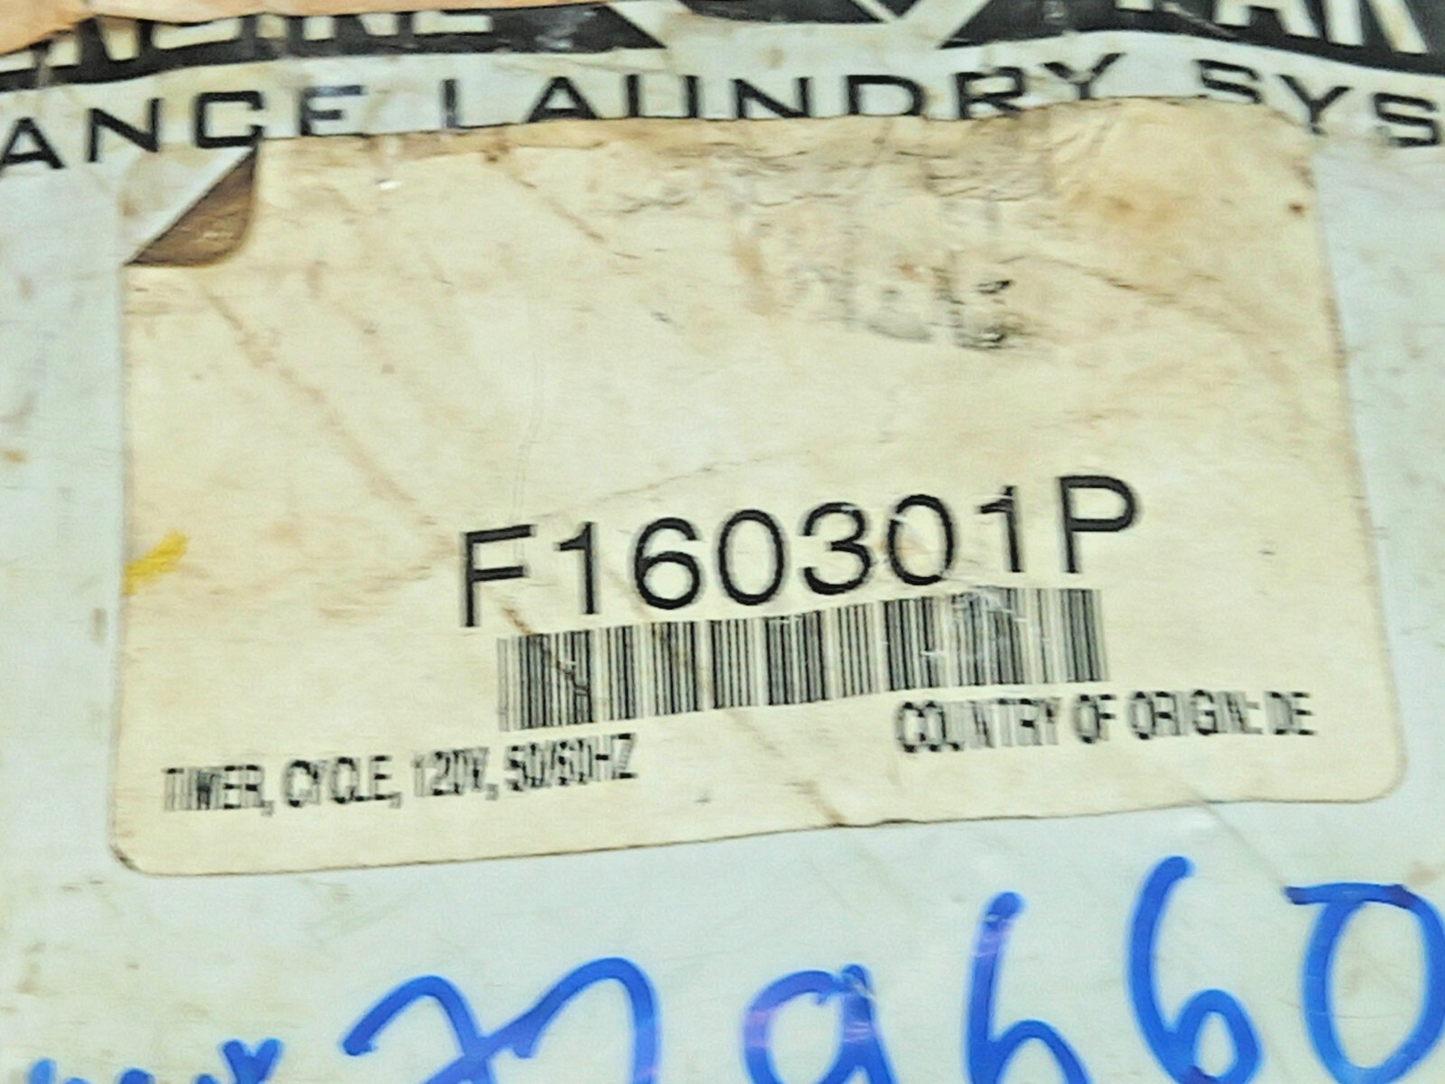 ANCE LAUNDRY SYS
F160301P
TIMER, CYCLE, 120V, 50/60HZ
COUNTRY OF ORIGIN: DE